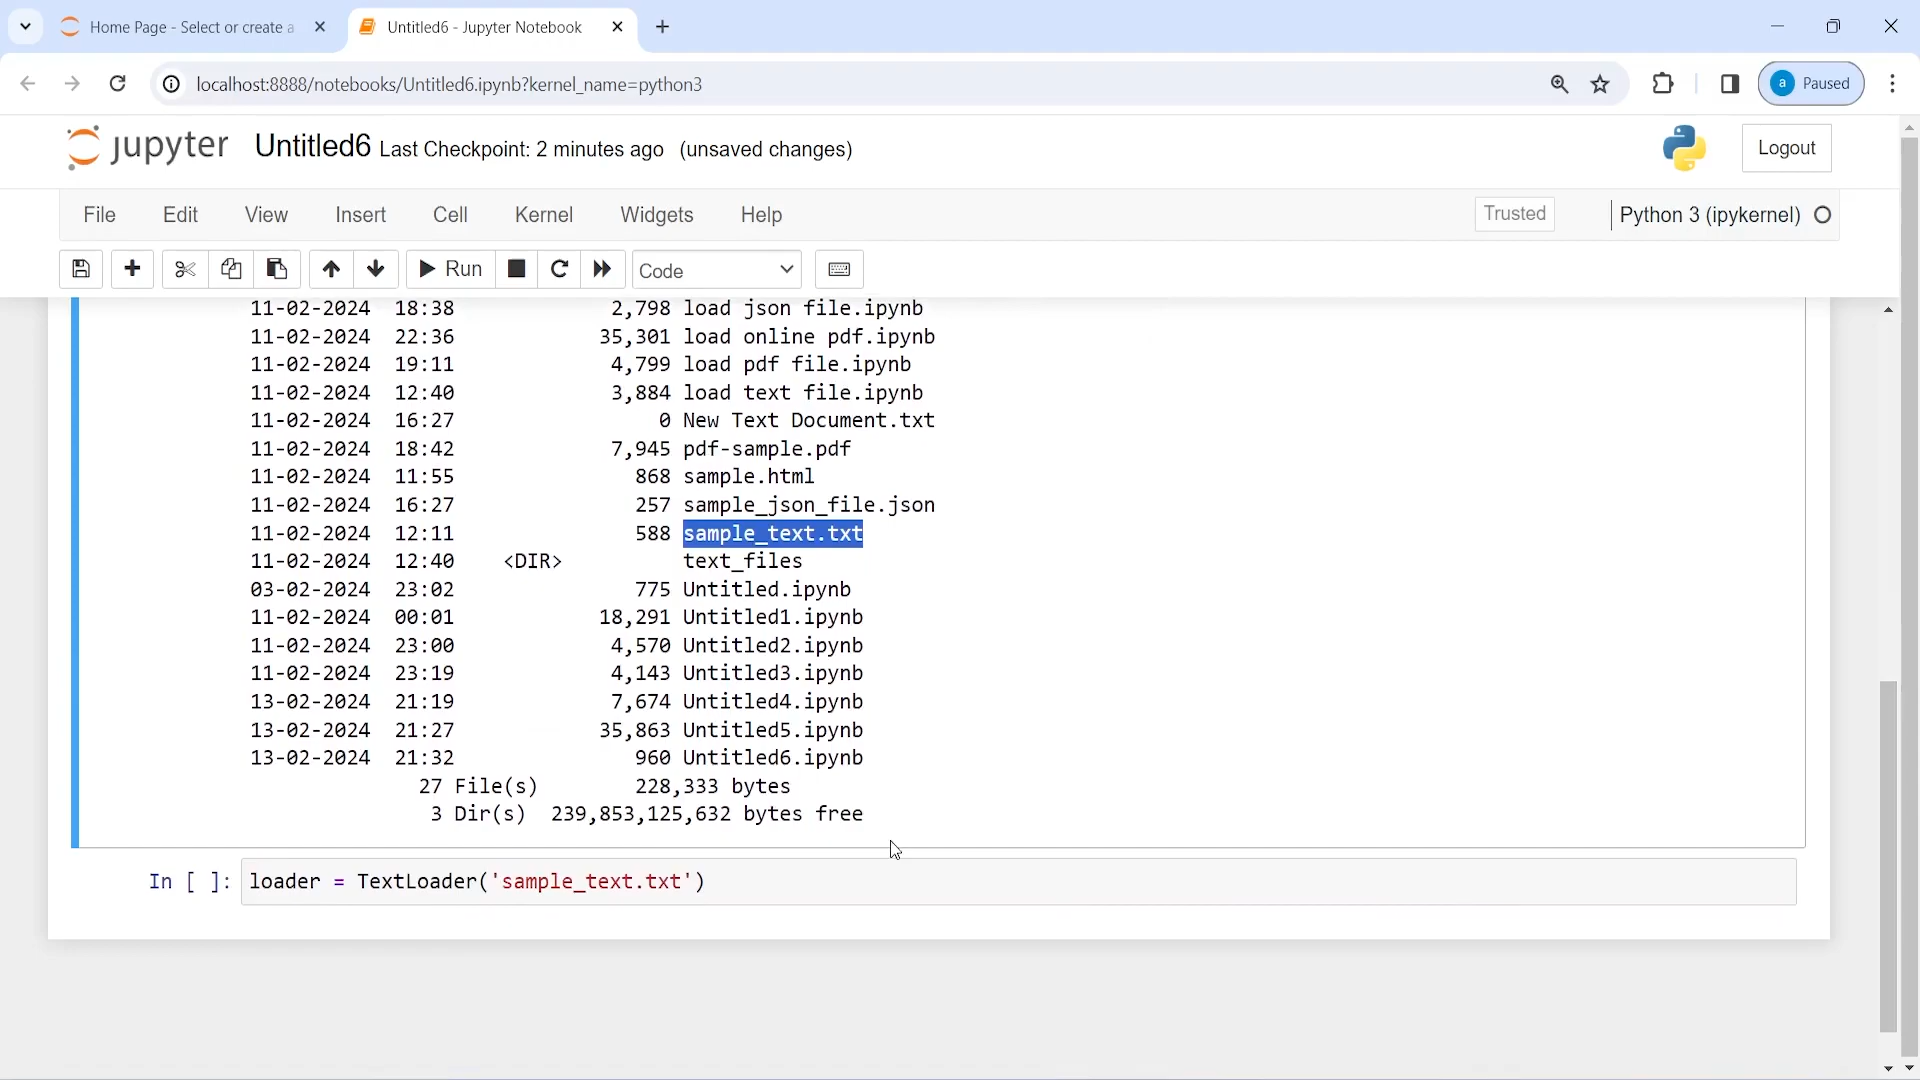 Home Page - Select or create a
Untitled6 - Jupyter Notebook
localhost:8888/notebooks/Untitled6.ipynb?kernel_name=python3
a Paused
jupyter Untitled6 Last Checkpoint: 2 minutes ago (unsaved changes)
Logout
File Edit View Insert Cell Kernel Widgets Help
Trusted
Python 3 (ipykernel)
Run
Code
11-02-2024 18:38 2,798 load json file.ipynb
11-02-2024 22:36 35,301 load online pdf.ipynb
11-02-2024 19:11 4,799 load pdf file.ipynb
11-02-2024 12:40 3,884 load text file.ipynb
11-02-2024 16:27 0 New Text Document.txt
11-02-2024 18:42 7,945 pdf-sample.pdf
11-02-2024 11:55 868 sample.html
11-02-2024 16:27 257 sample_json_file.json
11-02-2024 12:11 588 sample_text.txt
11-02-2024 12:40 <DIR> text_files
03-02-2024 23:02 775 Untitled.ipynb
11-02-2024 00:01 18,291 Untitled1.ipynb
11-02-2024 23:00 4,570 Untitled2.ipynb
11-02-2024 23:19 4,143 Untitled3.ipynb
13-02-2024 21:19 7,674 Untitled4.ipynb
13-02-2024 21:27 35,863 Untitled5.ipynb
13-02-2024 21:32 960 Untitled6.ipynb
27 File(s) 228,333 bytes
3 Dir(s) 239,853,125,632 bytes free
In [ ]: loader = TextLoader('sample_text.txt')